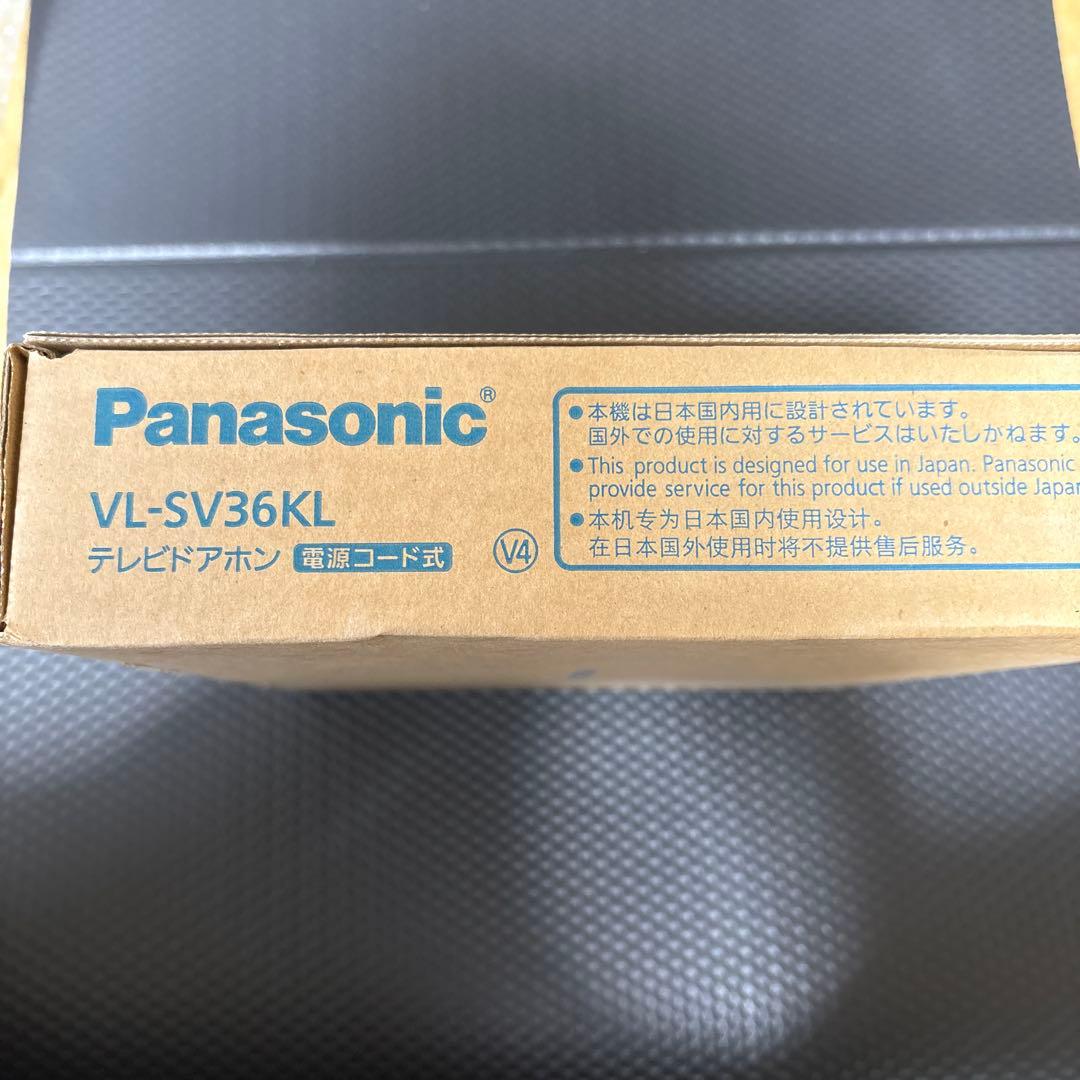 Panasonic®
VL-SV36KL
テレビドアホン 電源コード式
V4
●本機は日本国内用に設計されています。
国外での使用に対するサービスはいたしかねます。
●This product is designed for use in Japan. Panasonic
provide service for this product if used outside Japan
●本机专为日本国内使用设计。
在日本国外使用时将不提供售后服务。